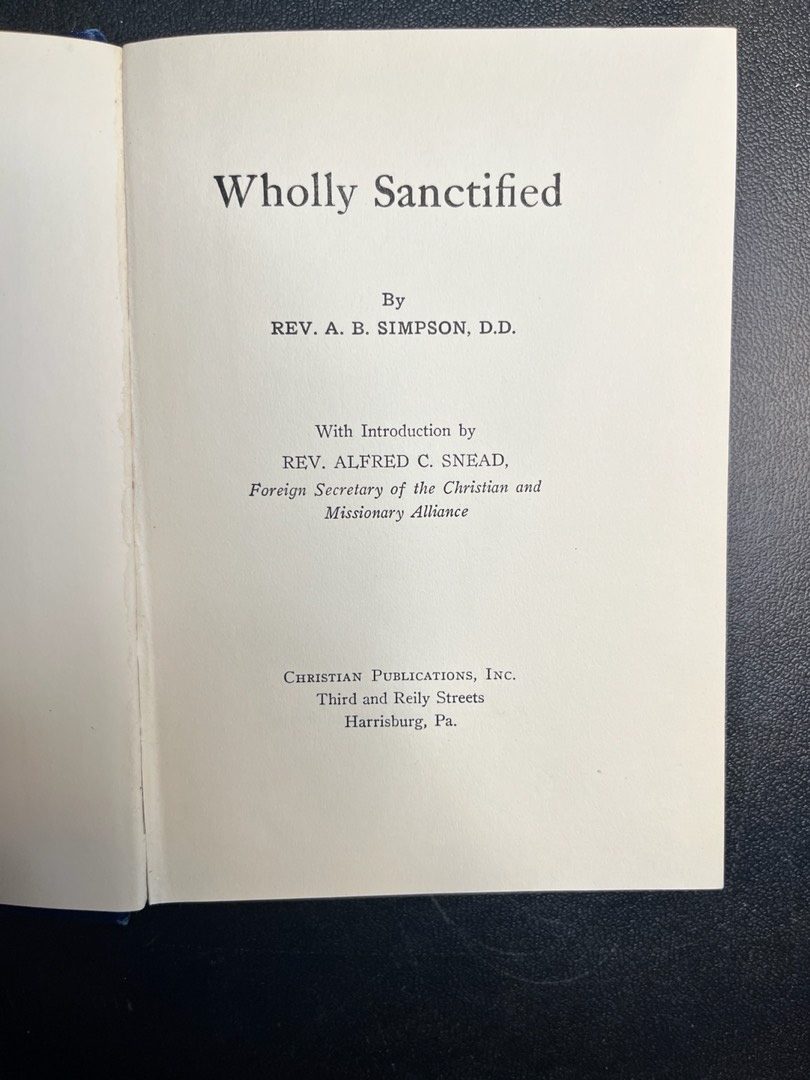 Wholly Sanctified
By
REV. A. B. SIMPSON, D.D.
With Introduction by
REV. ALFRED C. SNEAD,
Foreign Secretary of the Christian and
Missionary Alliance
CHRISTIAN PUBLICATIONS, INC.
Third and Reily Streets
Harrisburg, Pa.